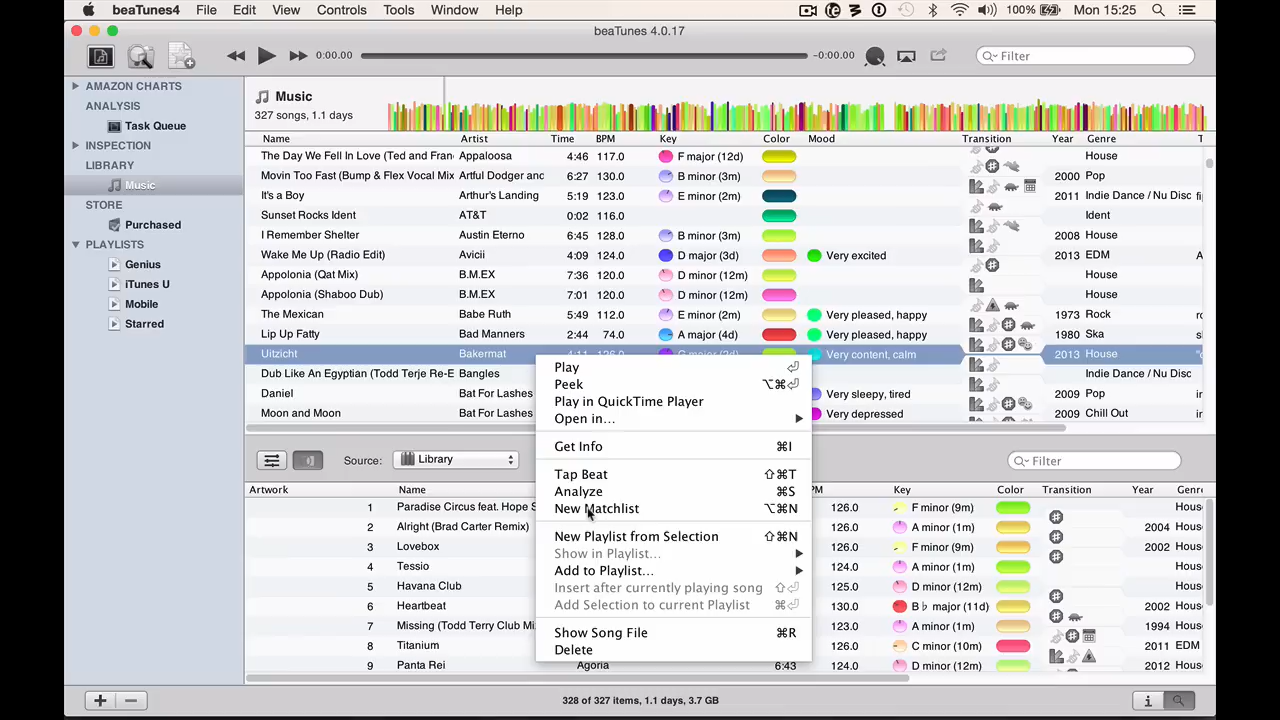 beaTunes4 File Edit View Controls Tools Window Help 100% Mon 15:25
beaTunes 4.0.17
0:00.00 -0:00.00 Filter
AMAZON CHARTS
ANALYSIS
Task Queue
INSPECTION
LIBRARY
Music
STORE
Purchased
PLAYLISTS
Genius
iTunes U
Mobile
Starred
Music
327 songs, 1.1 days
Name Artist Time BPM Key Color Mood Transition Year Genre T
The Day We Fell In Love (Ted and Fran Appaloosa 4:46 117.0 F major (12d) House
Moving Too Fast (Bump & Flex Vocal Mix Artful Dodger and 6:27 130.0 B minor (3m) 2000 Pop
It's a Boy Arthur's Landing 5:19 123.0 E minor (2m) 2011 Indie Dance / Nu Disc
Sunset Rocks Ident AT&T 0:02 116.0 Ident
I Remember Shelter Austin Eterno 6:45 128.0 B minor (3m) 2008 House
Wake Me Up (Radio Edit) Avicii 4:09 124.0 D major (3d) Very excited 2013 EDM A
Appolonia (Qat Mix) B.M.EX 7:36 120.0 D minor (12m) House
Appolonia (Shaboo Dub) B.M.EX 7:01 120.0 D minor (12m) House
The Mexican Babe Ruth 5:49 112.0 E minor (2m) Very pleased, happy 1973 Rock
Lip Up Fatty Bad Manners 2:44 74.0 A major (4d) Very pleased, happy 1980 Ska
Uitzicht Bakermat 4:11 126.0 G major (2d) Very content, calm 2013 House
Dub Like An Egyptian (Todd Terje Re-E Bangles Indie Dance / Nu Disc
Daniel Bat For Lashes Very sleepy, tired 2009 Pop
Moon and Moon Bat For Lashes Very depressed 2009 Chill Out
Play
Peek
Play in QuickTime Player
Open in…
Get Info ⌘I
Tap Beat ⇧⌘T
Analyze ⌘S
New Matchlist ⌥⌘N
New Playlist from Selection ⇧⌘N
Show in Playlist…
Add to Playlist…
Insert after currently playing song
Add Selection to current Playlist
Show Song File ⌘R
Delete
Source: Library Filter
Artwork Name PM Key Color Transition Year Genre
1 Paradise Circus feat. Hope S 126.0 F minor (9m) House
2 Alright (Brad Carter Remix) 126.0 A minor (1m) 2004 House
3 Lovebox 126.0 F minor (9m) 2002 House
4 Tessio 126.0 A minor (1m) House
5 Havana Club 125.0 D minor (12m) House
6 Heartbeat 130.0 B♭ major (11d) 2002 House
7 Missing (Todd Terry Club Mi 126.0 A minor (1m) 1994 House
8 Titanium 126.0 C minor (10m) 2011 EDM
9 Panta Rei Agoria 6:43 124.0 D minor (12m) 2012 House
328 of 327 items, 1.1 days, 3.7 GB